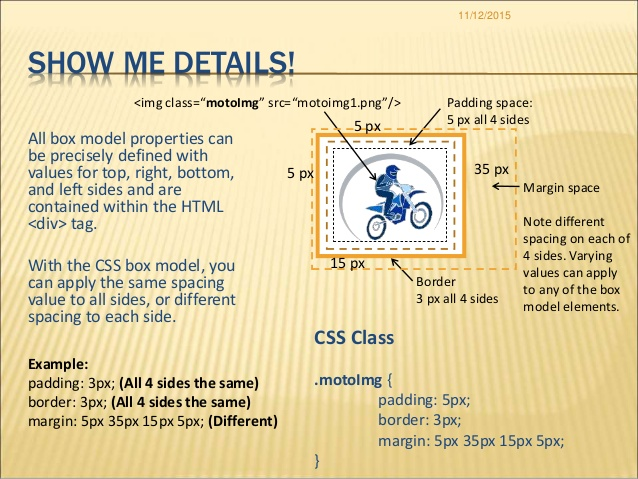 11/12/2015
SHOW ME DETAILS!
<img class=“motoImg” src=“motoimg1.png”/>
Padding space:
5 px all 4 sides
All box model properties can
be precisely defined with
values for top, right, bottom,
and left sides and are
contained within the HTML
<div> tag.
With the CSS box model, you
can apply the same spacing
value to all sides, or different
spacing to each side.
5 px
5 px
35 px
15 px
Margin space
Note different
spacing on each of
4 sides. Varying
values can apply
to any of the box
model elements.
Border
3 px all 4 sides
Example:
padding: 3px; (All 4 sides the same)
border: 3px; (All 4 sides the same)
margin: 5px 35px 15px 5px; (Different)
CSS Class
.motoImg {
padding: 5px;
border: 3px;
margin: 5px 35px 15px 5px;
}